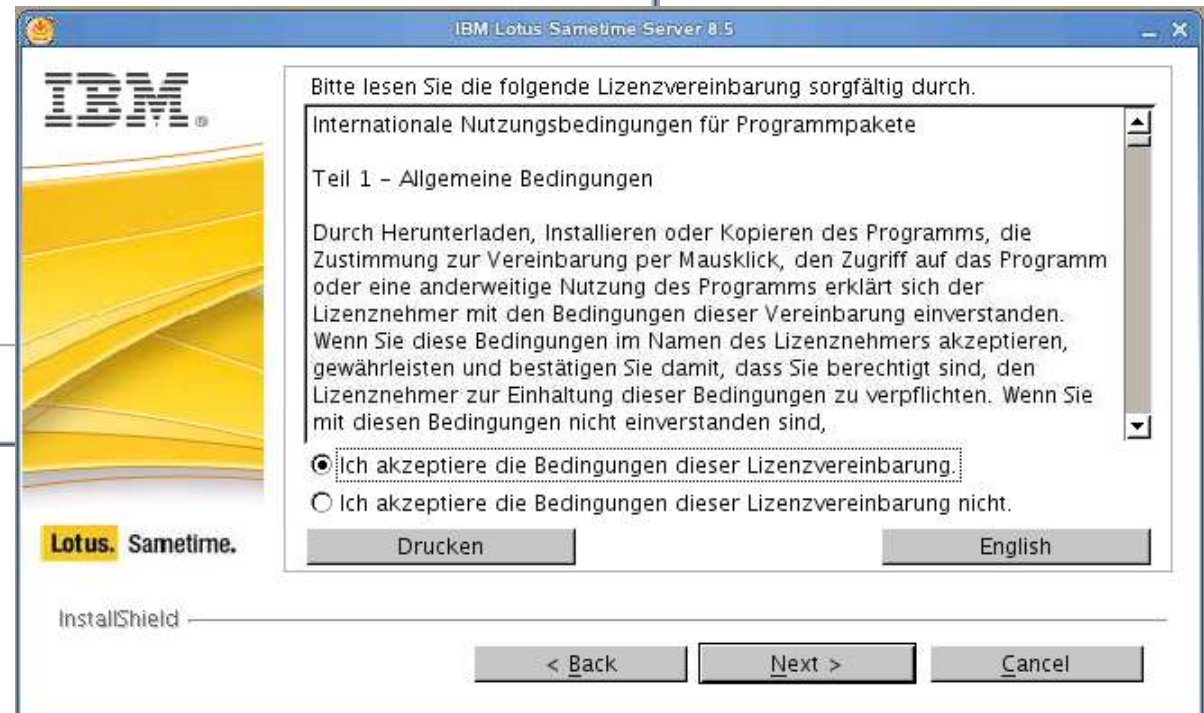 IBM Lotus Sametime Server 8.5
IBM®
Bitte lesen Sie die folgende Lizenzvereinbarung sorgfältig durch.
Internationale Nutzungsbedingungen für Programmpakete
Teil 1 – Allgemeine Bedingungen
Durch Herunterladen, Installieren oder Kopieren des Programms, die
Zustimmung zur Vereinbarung per Mausklick, den Zugriff auf das Programm
oder eine anderweitige Nutzung des Programms erklärt sich der
Lizenznehmer mit den Bedingungen dieser Vereinbarung einverstanden.
Wenn Sie diese Bedingungen im Namen des Lizenznehmers akzeptieren,
gewährleisten und bestätigen Sie damit, dass Sie berechtigt sind, den
Lizenznehmer zur Einhaltung dieser Bedingungen zu verpflichten. Wenn Sie
mit diesen Bedingungen nicht einverstanden sind,
Ich akzeptiere die Bedingungen dieser Lizenzvereinbarung.
Ich akzeptiere die Bedingungen dieser Lizenzvereinbarung nicht.
Lotus. Sametime.
Drucken
English
InstallShield
< Back
Next >
Cancel